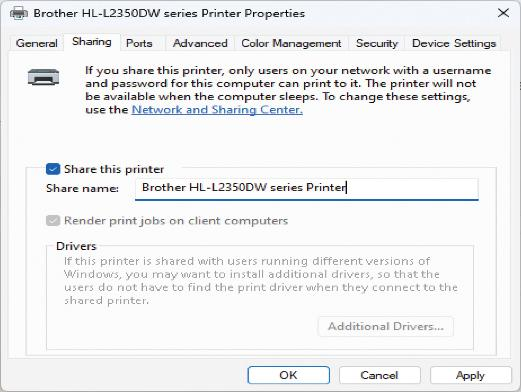 Brother HL-L2350DW series Printer Properties
General Sharing Ports Advanced Color Management Security Device Settings
If you share this printer, only users on your network with a username
and password for this computer can print to it. The printer will not
be available when the computer sleeps. To change these settings,
use the Network and Sharing Center.
Share this printer
Share name: Brother HL-L2350DW series Printer
Render print jobs on client computers
Drivers
If this printer is shared with users running different versions of
Windows, you may want to install additional drivers, so that the
users do not have to find the print driver when they connect to the
shared printer.
Additional Drivers...
OK Cancel Apply